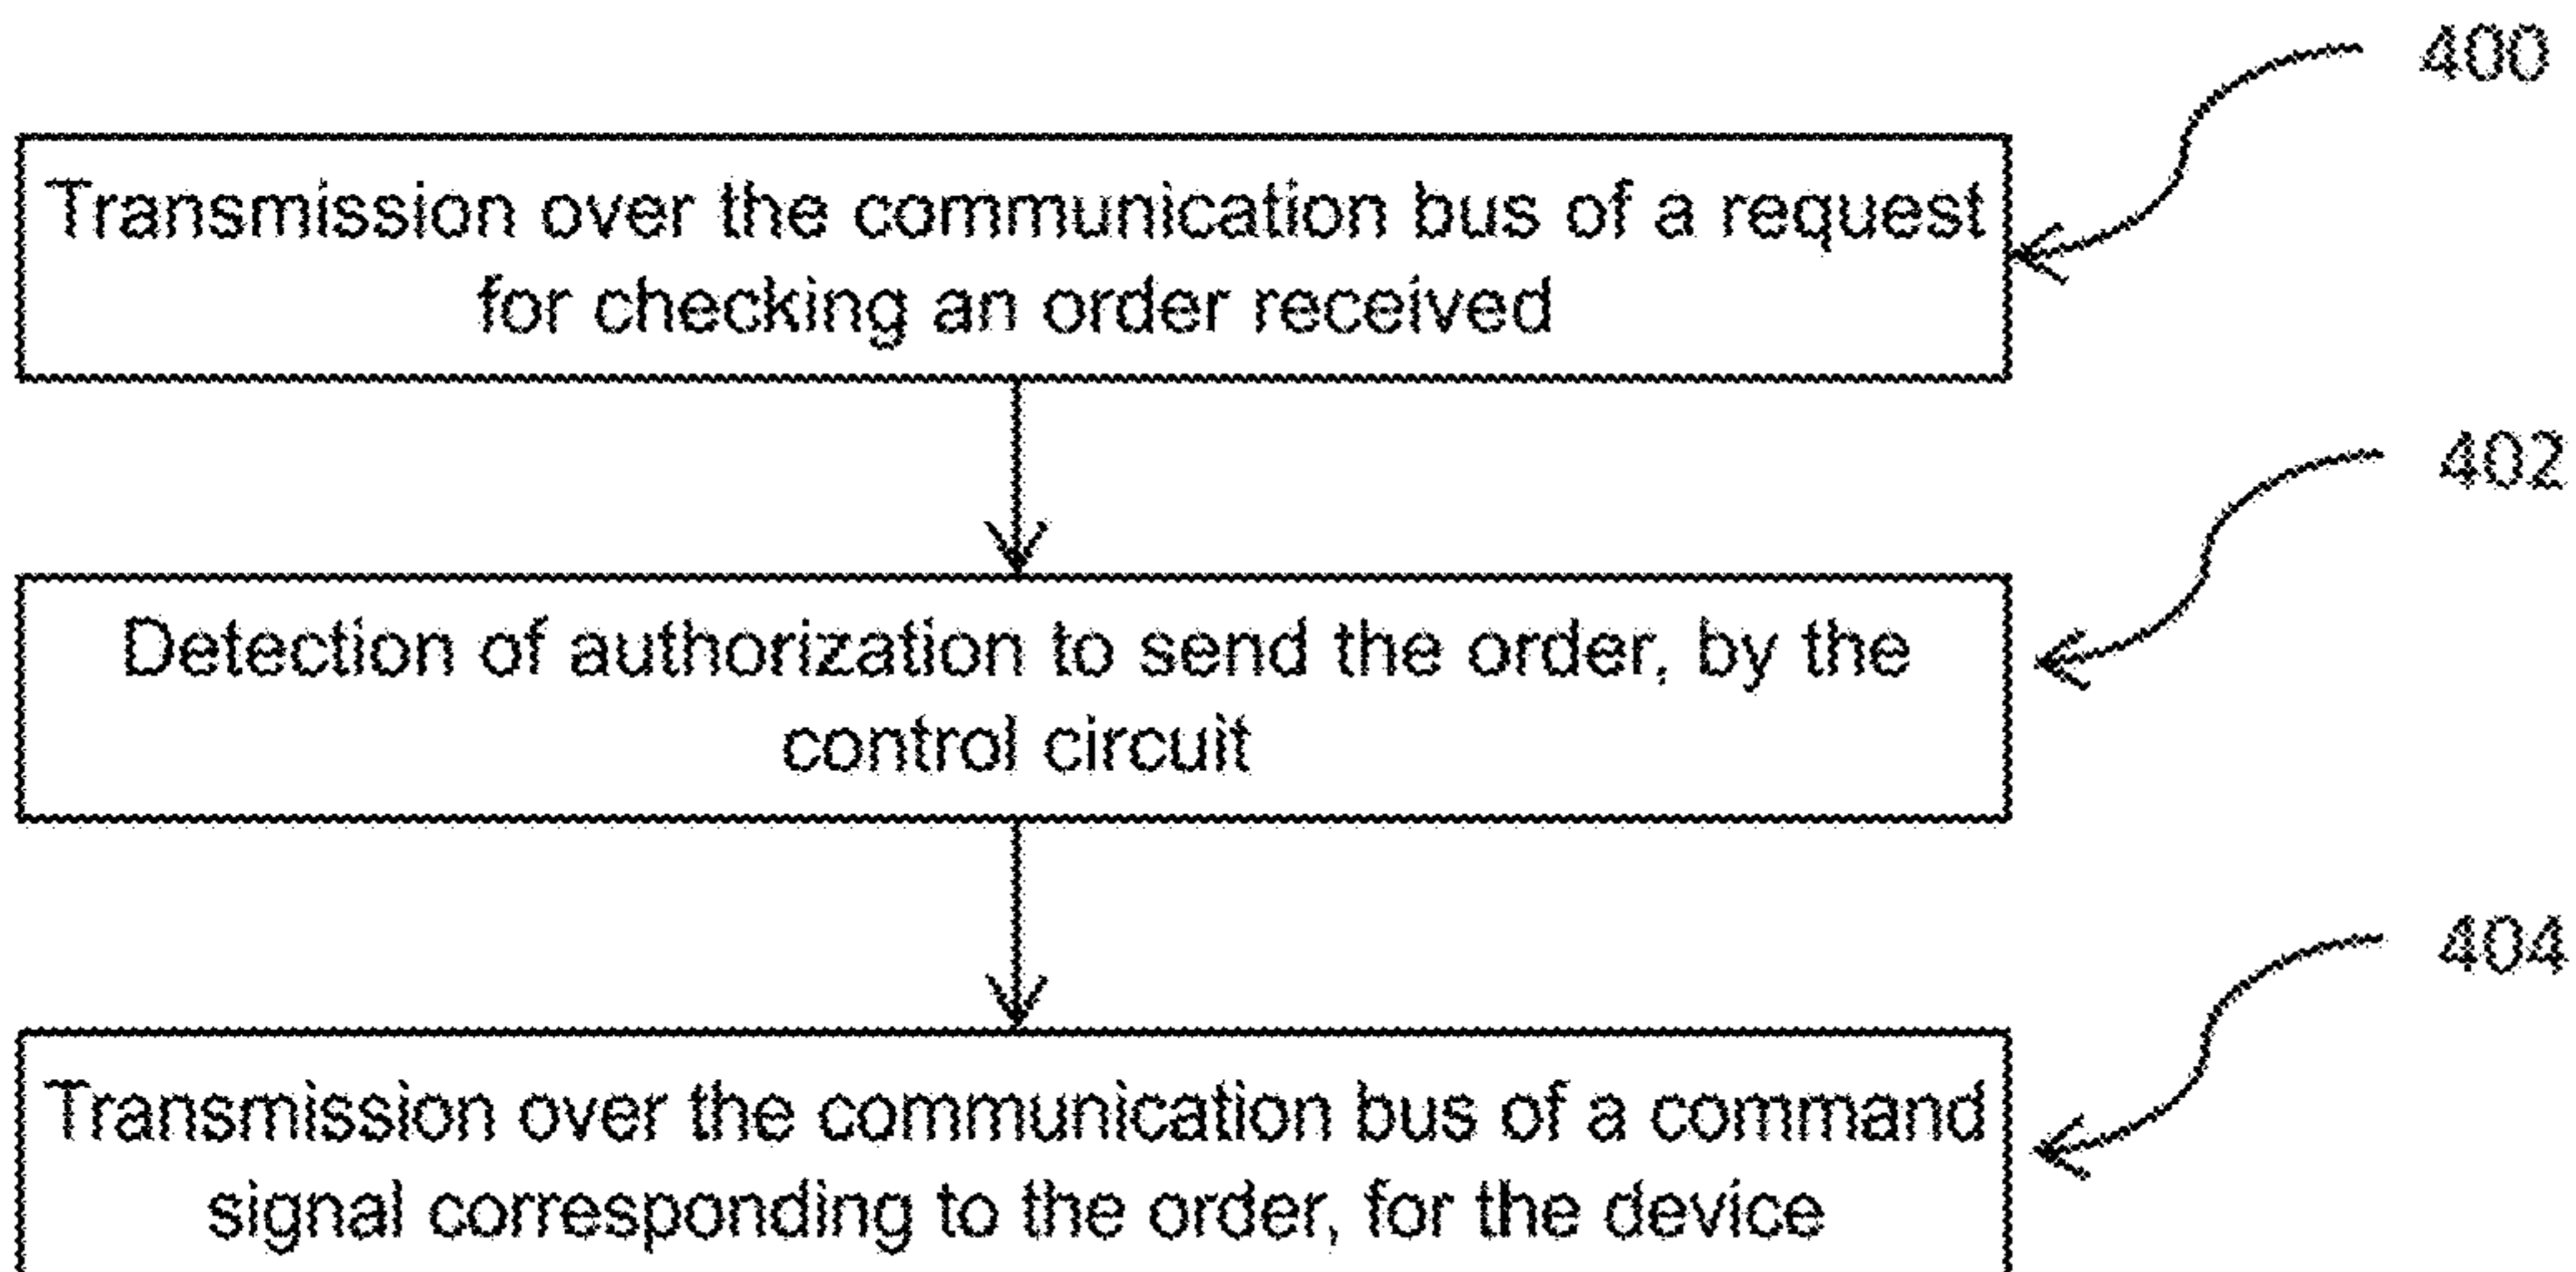 400
Transmission over the communication bus of a request
for checking an order received
402
Detection of authorization to send the order, by the
control circuit
404
Transmission over the communication bus of a command
signal corresponding to the order, for the device